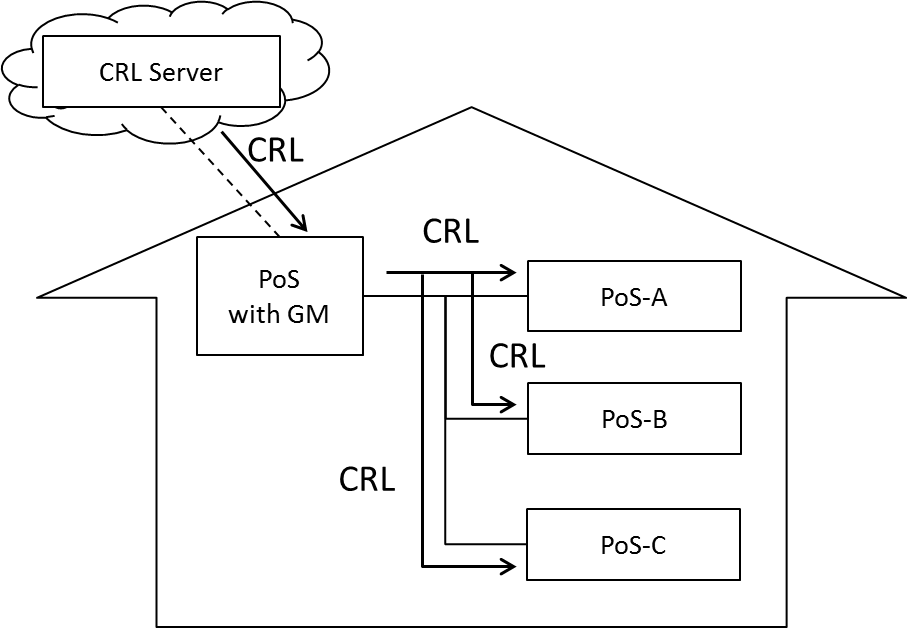 CRL Server
CRL
CRL
PoS
with GM
PoS-A
CRL
PoS-B
CRL
PoS-C